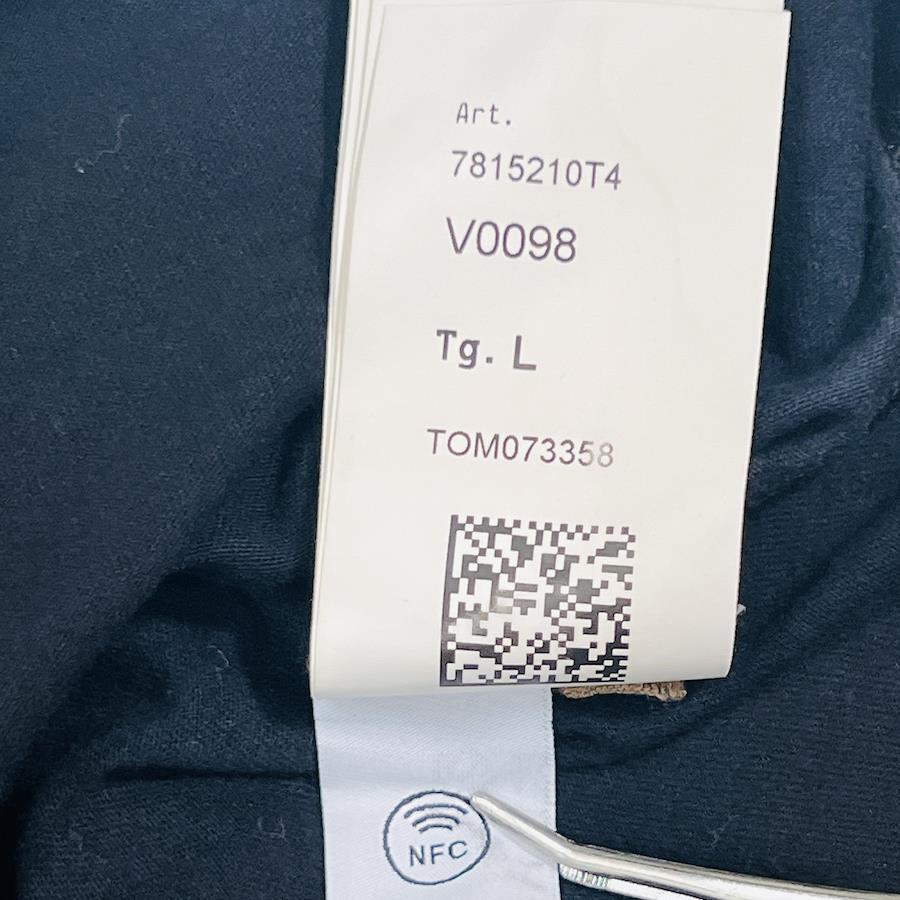 Art.
7815210T4
V0098
Tg. L
TOM073358
NFC